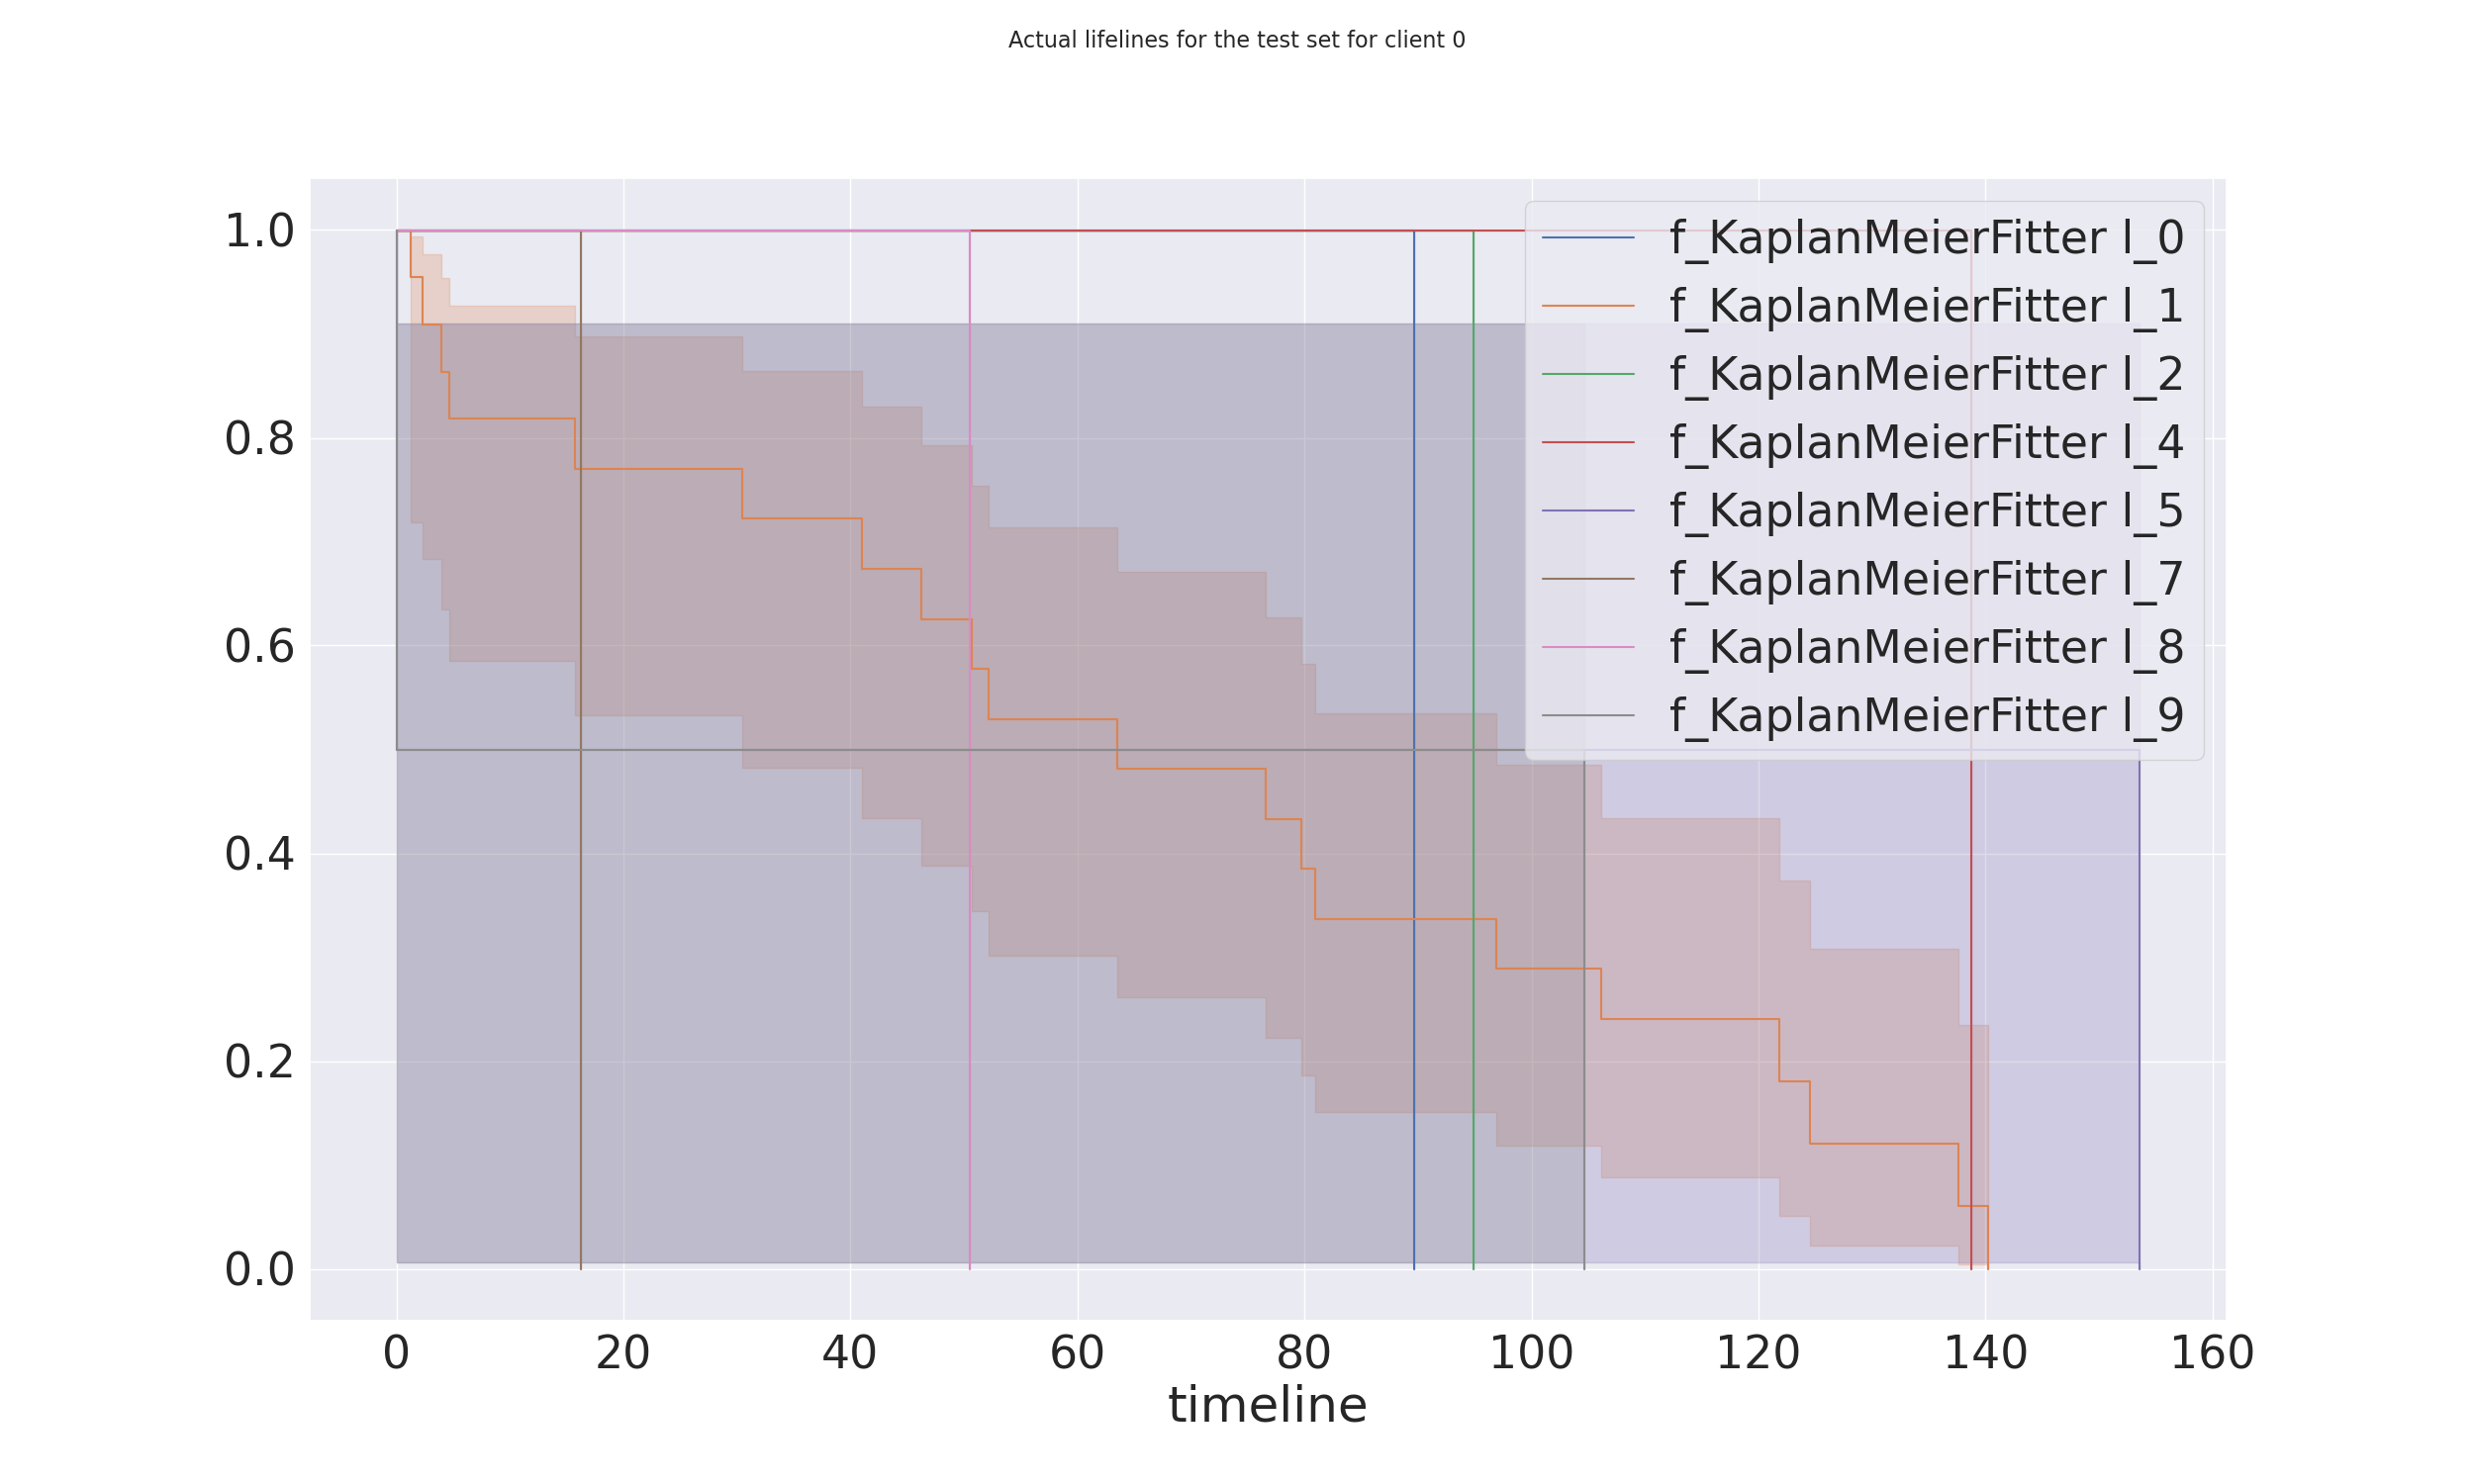 Actual lifelines for the test set for client 0
1.0
0.8
0.6
0.4
0.2
0.0
f_KaplanMeierFitter l_0
f_KaplanMeierFitter l_1
f_KaplanMeierFitter l_2
f_KaplanMeierFitter l_4
f_KaplanMeierFitter l_5
f_KaplanMeierFitter l_7
f_KaplanMeierFitter l_8
f_KaplanMeierFitter l_9
0 20 40 60 80 100 120 140 160
timeline